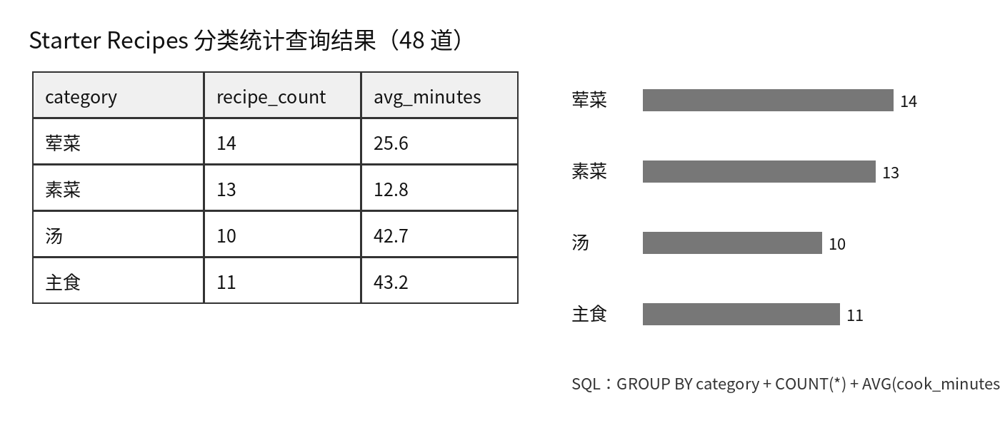 Starter Recipes 分类统计查询结果（48 道）
category recipe_count avg_minutes
荤菜 14 25.6
素菜 13 12.8
汤 10 42.7
主食 11 43.2
荤菜 14
素菜 13
汤 10
主食 11
SQL：GROUP BY category + COUNT(*) + AVG(cook_minutes